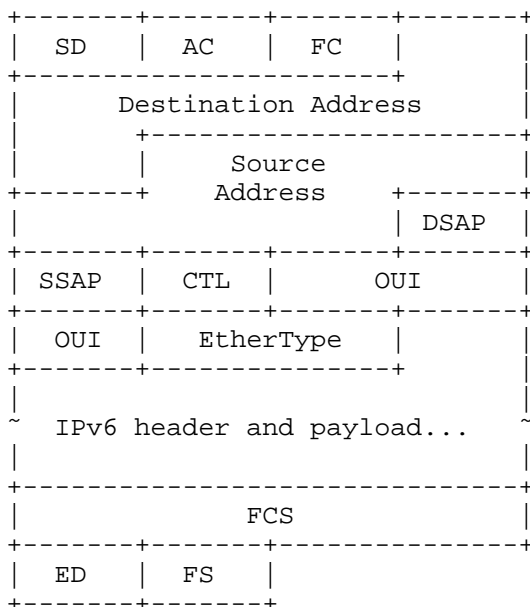 SD AC FC
Destination Address
Source
Address
DSAP
SSAP CTL OUI
OUI EtherType
~ IPv6 header and payload... ~
FCS
ED FS